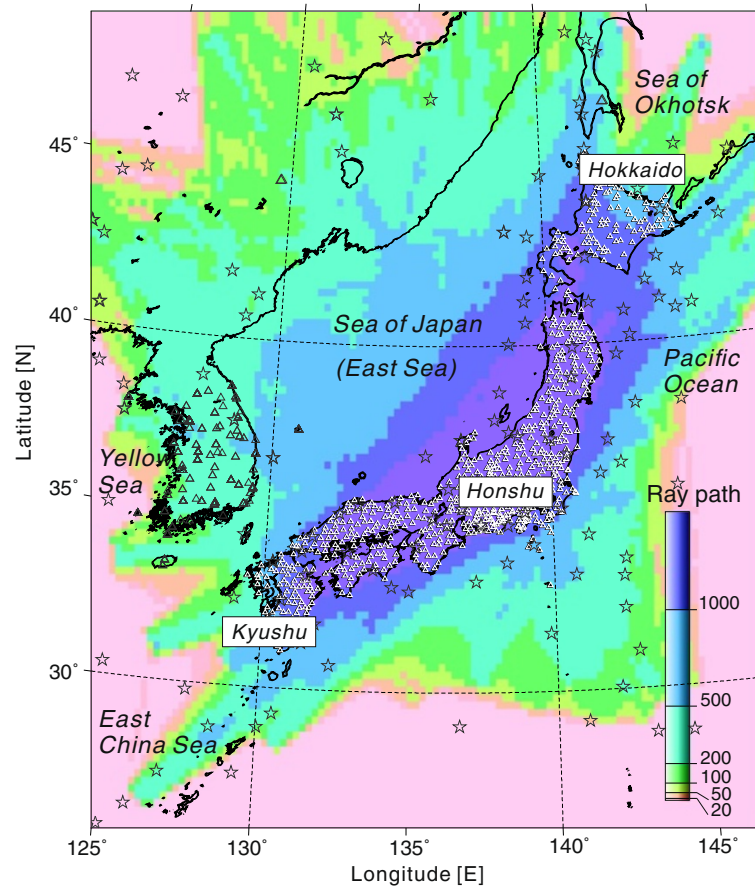 Sea of
Okhotsk
45°
Hokkaido
40°
Sea of Japan
(East Sea)
Pacific
Ocean
Latitude [N]
Yellow
Sea
35°
Honshu
Ray path
1000
Kyushu
30°
500
East
China Sea
200
100
50
20
125°
130°
135°
140°
145°
Longitude [E]